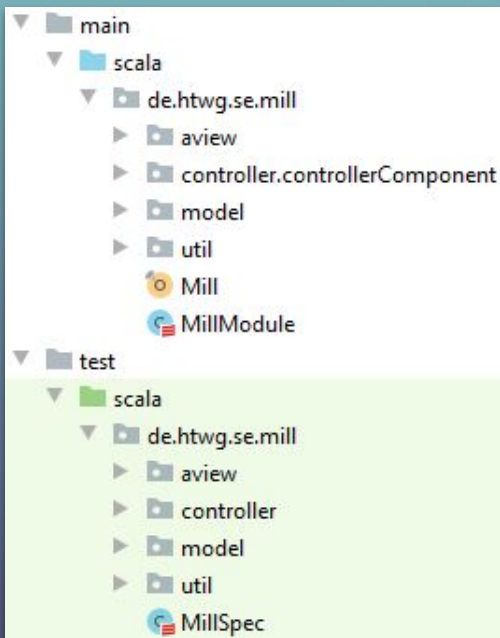 main
scala
de.htwg.se.mill
aview
controller.controllerComponent
model
util
Mill
MillModule
test
scala
de.htwg.se.mill
aview
controller
model
util
MillSpec